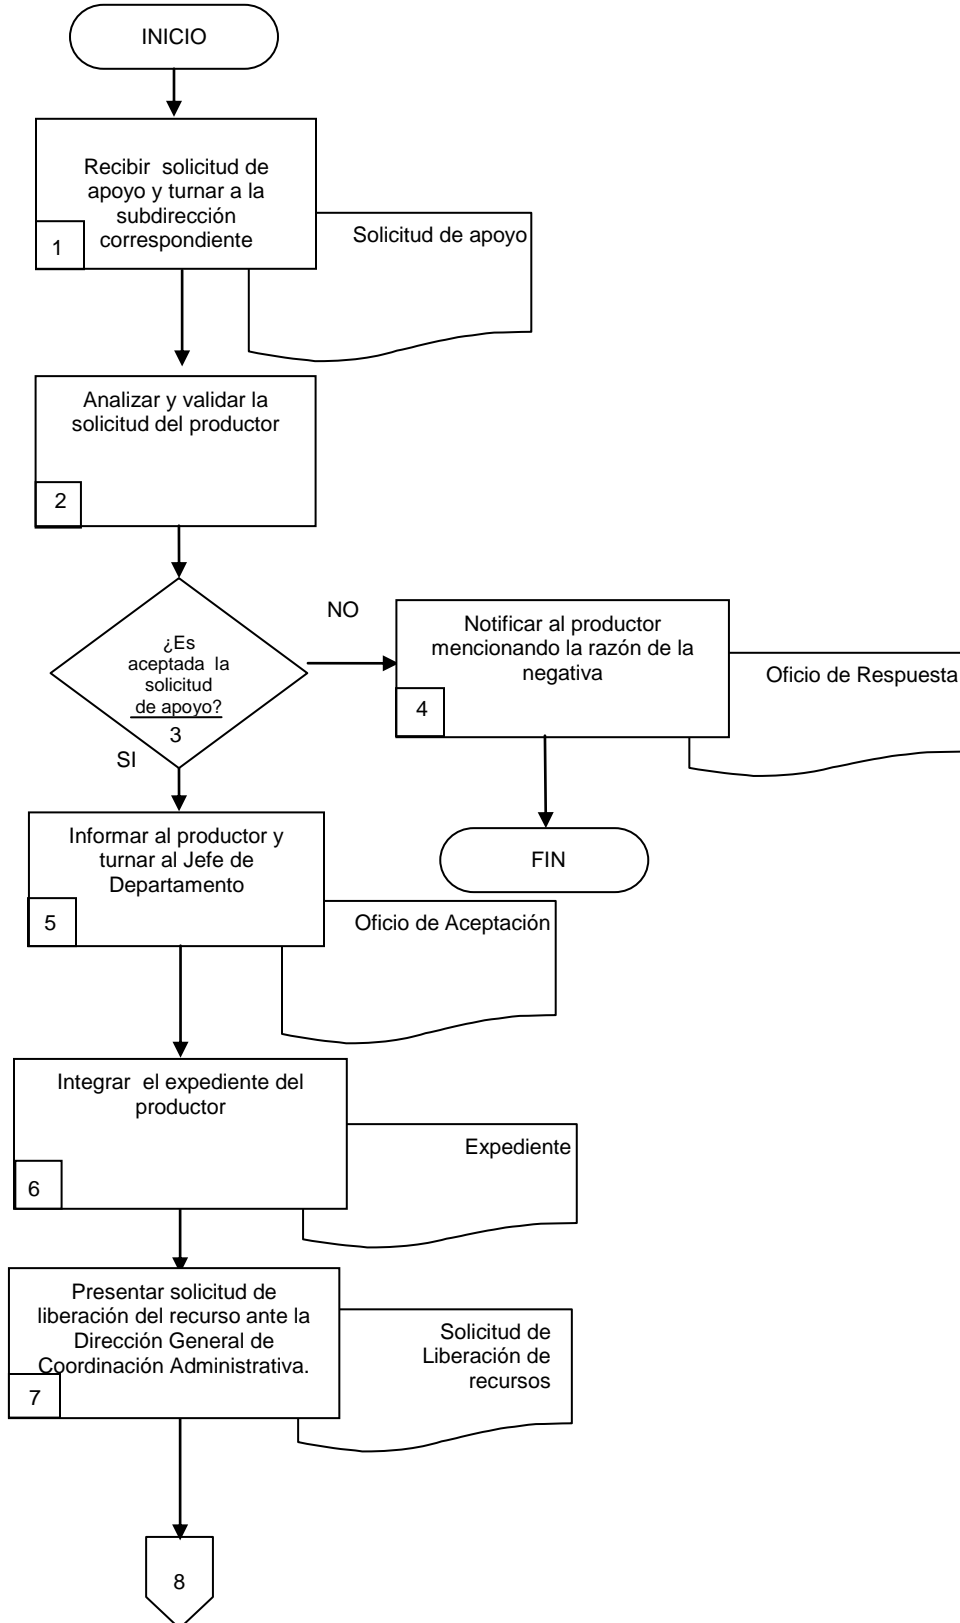 INICIO
Recibir solicitud de
apoyo y turnar a la
subdirección
correspondiente
1
Solicitud de apoyo
Analizar y validar la
solicitud del productor
2
¿Es
aceptada la
solicitud
de apoyo?
3
NO
SI
Notificar al productor
mencionando la razón de la
negativa
4
Oficio de Respuesta
FIN
Informar al productor y
turnar al Jefe de
Departamento
5
Oficio de Aceptación
Integrar el expediente del
productor
6
Expediente
Presentar solicitud de
liberación del recurso ante la
Dirección General de
Coordinación Administrativa.
7
Solicitud de
Liberación de
recursos
8